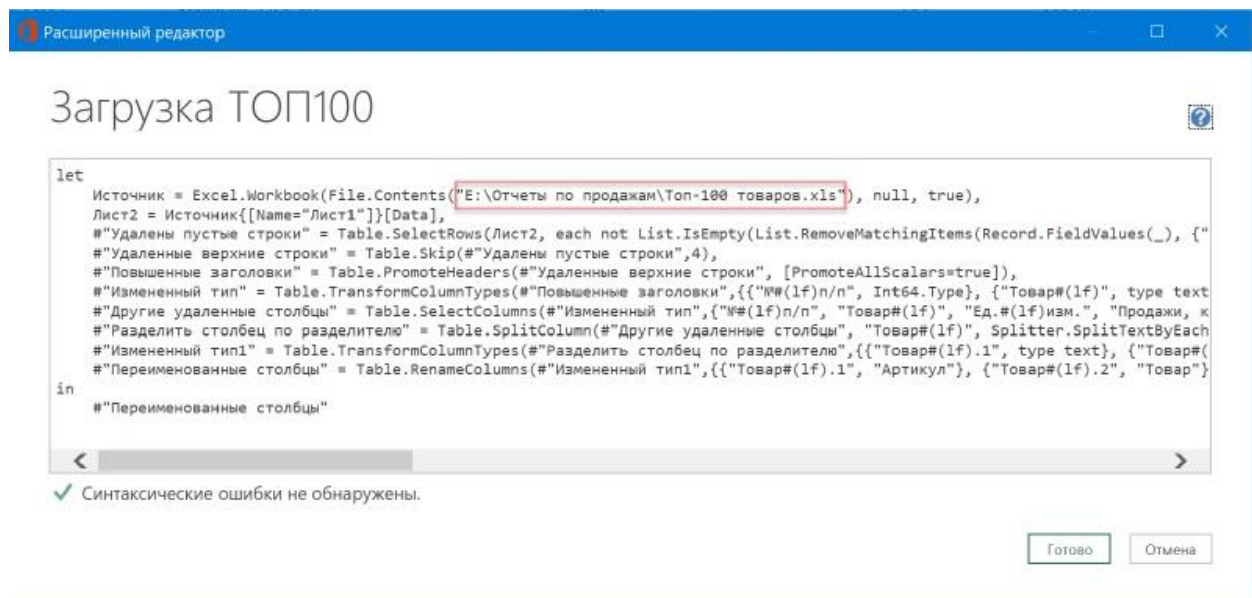 Расширенный редактор
Загрузка ТОП100
let
Источник = Excel.Workbook(File.Contents("E:\Отчеты по продажам\Топ-100 товаров.xls"), null, true),
Лист2 = Источник{[Name="Лист1"]}[Data],
#"Удалены пустые строки" = Table.SelectRows(Лист2, each not List.IsEmpty(List.RemoveMatchingItems(Record.FieldValues(_), {"
#"Удаленные верхние строки" = Table.Skip(#"Удалены пустые строки",4),
#"Повышенные заголовки" = Table.PromoteHeaders(#"Удаленные верхние строки", [PromoteAllScalars=true]),
#"Измененный тип" = Table.TransformColumnTypes(#"Повышенные заголовки",{{"№#(lf)п/п", Int64.Type}, {"Товар#(lf)", type text
#"Другие удаленные столбцы" = Table.SelectColumns(#"Измененный тип",{"№#(lf)п/п", "Товар#(lf)", "Ед.#(lf)изм.", "Продажи, к
#"Разделить столбец по разделителю" = Table.SplitColumn(#"Другие удаленные столбцы", "Товар#(lf)", Splitter.SplitTextByEach
#"Измененный тип1" = Table.TransformColumnTypes(#"Разделить столбец по разделителю",{{"Товар#(lf).1", type text}, {"Товар#(
#"Переименованные столбцы" = Table.RenameColumns(#"Измененный тип1",{{"Товар#(lf).1", "Артикул"}, {"Товар#(lf).2", "Товар"}
in
#"Переименованные столбцы"
Синтаксические ошибки не обнаружены.
Готово
Отмена